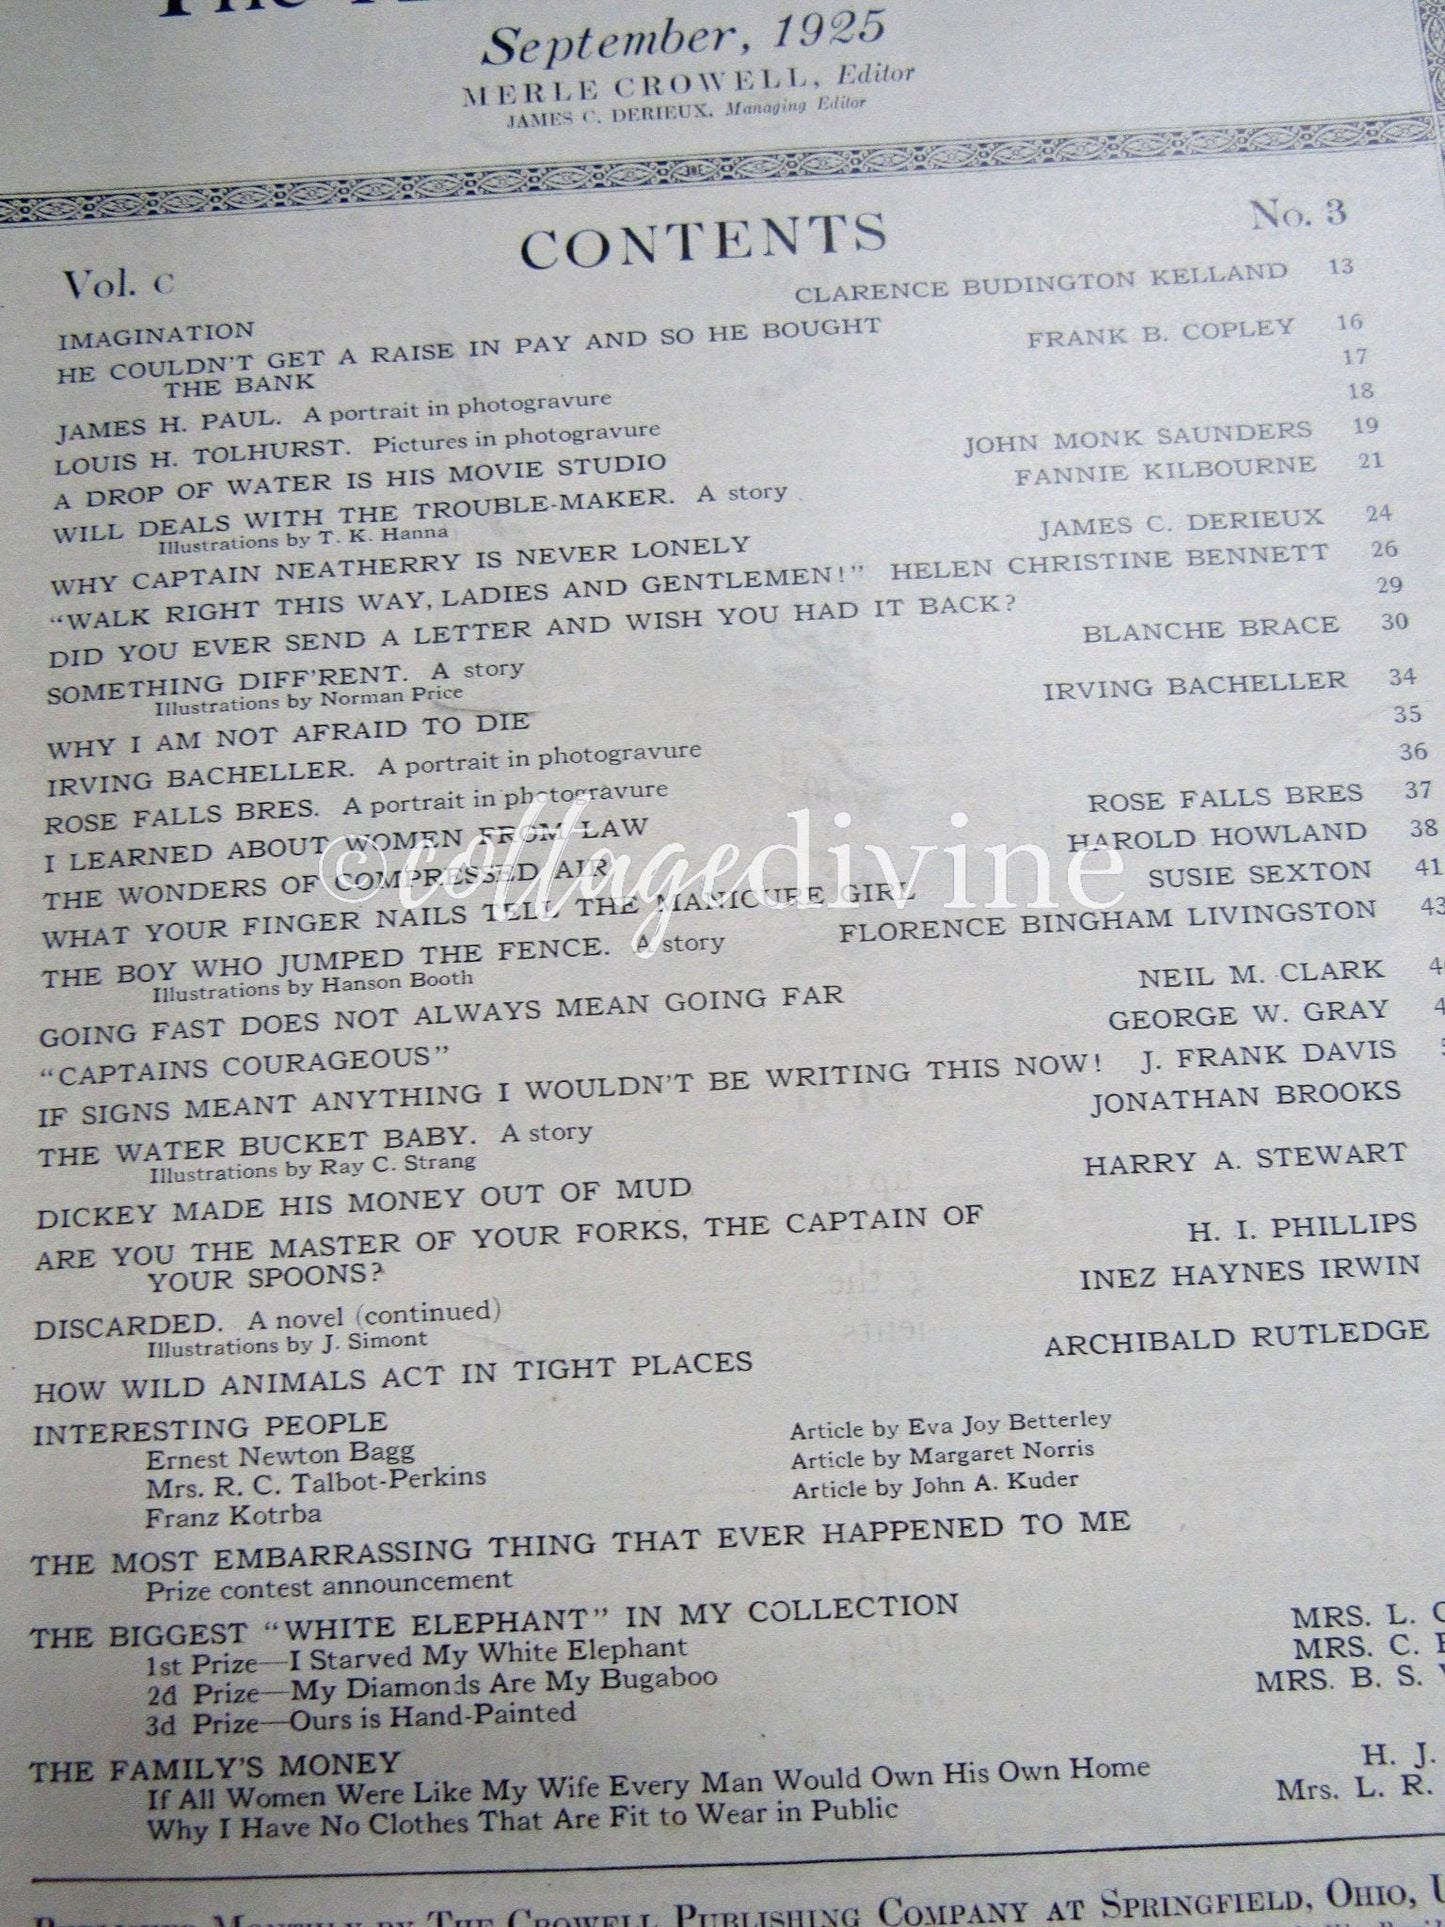 The
September, 1925
MERLE CROWELL, Editor
JAMES C. DERIEUX, Managing Editor
CONTENTS
Vol. C No. 3
IMAGINATION CLARENCE BUDINGTON KELLAND 13
HE COULDN'T GET A RAISE IN PAY AND SO HE BOUGHT
THE BANK FRANK B. COPLEY 16
JAMES H. PAUL. A portrait in photogravure 17
LOUIS H. TOLHURST. Pictures in photogravure 18
A DROP OF WATER IS HIS MOVIE STUDIO JOHN MONK SAUNDERS 19
WILL DEALS WITH THE TROUBLE-MAKER. A story FANNIE KILBOURNE 21
Illustrations by T. K. Hanna
WHY CAPTAIN NEATHERRY IS NEVER LONELY JAMES C. DERIEUX 24
"WALK RIGHT THIS WAY, LADIES AND GENTLEMEN!" HELEN CHRISTINE BENNETT 26
DID YOU EVER SEND A LETTER AND WISH YOU HAD IT BACK? 29
SOMETHING DIFF'RENT. A story BLANCHE BRACE 30
Illustrations by Norman Price
WHY I AM NOT AFRAID TO DIE IRVING BACHELLER 34
IRVING BACHELLER. A portrait in photogravure 35
ROSE FALLS BRES. A portrait in photogravure 36
I LEARNED ABOUT WOMEN FROM LAW ROSE FALLS BRES 37
THE WONDERS OF COMPRESSED AIR HAROLD HOWLAND 38
WHAT YOUR FINGER NAILS TELL THE MANICURE GIRL SUSIE SEXTON 41
THE BOY WHO JUMPED THE FENCE. A story FLORENCE BINGHAM LIVINGSTON 43
Illustrations by Hanson Booth
©collagedivine
GOING FAST DOES NOT ALWAYS MEAN GOING FAR NEIL M. CLARK
"CAPTAINS COURAGEOUS" GEORGE W. GRAY
IF SIGNS MEANT ANYTHING I WOULDN'T BE WRITING THIS NOW! J. FRANK DAVIS
THE WATER BUCKET BABY. A story JONATHAN BROOKS
Illustrations by Ray C. Strang
DICKEY MADE HIS MONEY OUT OF MUD HARRY A. STEWART
ARE YOU THE MASTER OF YOUR FORKS, THE CAPTAIN OF
YOUR SPOONS? H. I. PHILLIPS
DISCARDED. A novel (continued) INEZ HAYNES IRWIN
Illustrations by J. Simont
HOW WILD ANIMALS ACT IN TIGHT PLACES ARCHIBALD RUTLEDGE
INTERESTING PEOPLE
Ernest Newton Bagg Article by Eva Joy Betterley
Mrs. R. C. Talbot-Perkins Article by Margaret Norris
Franz Kotrba Article by John A. Kuder
THE MOST EMBARRASSING THING THAT EVER HAPPENED TO ME
Prize contest announcement
THE BIGGEST "WHITE ELEPHANT" IN MY COLLECTION
1st Prize—I Starved My White Elephant MRS. L.
2d Prize—My Diamonds Are My Bugaboo MRS. C.
3d Prize—Ours is Hand-Painted MRS. B. S.
THE FAMILY'S MONEY
If All Women Were Like My Wife Every Man Would Own His Own Home H. J.
Why I Have No Clothes That Are Fit to Wear in Public Mrs. L. R.
PUBLISHED MONTHLY BY THE CROWELL PUBLISHING COMPANY AT SPRINGFIELD, OHIO,